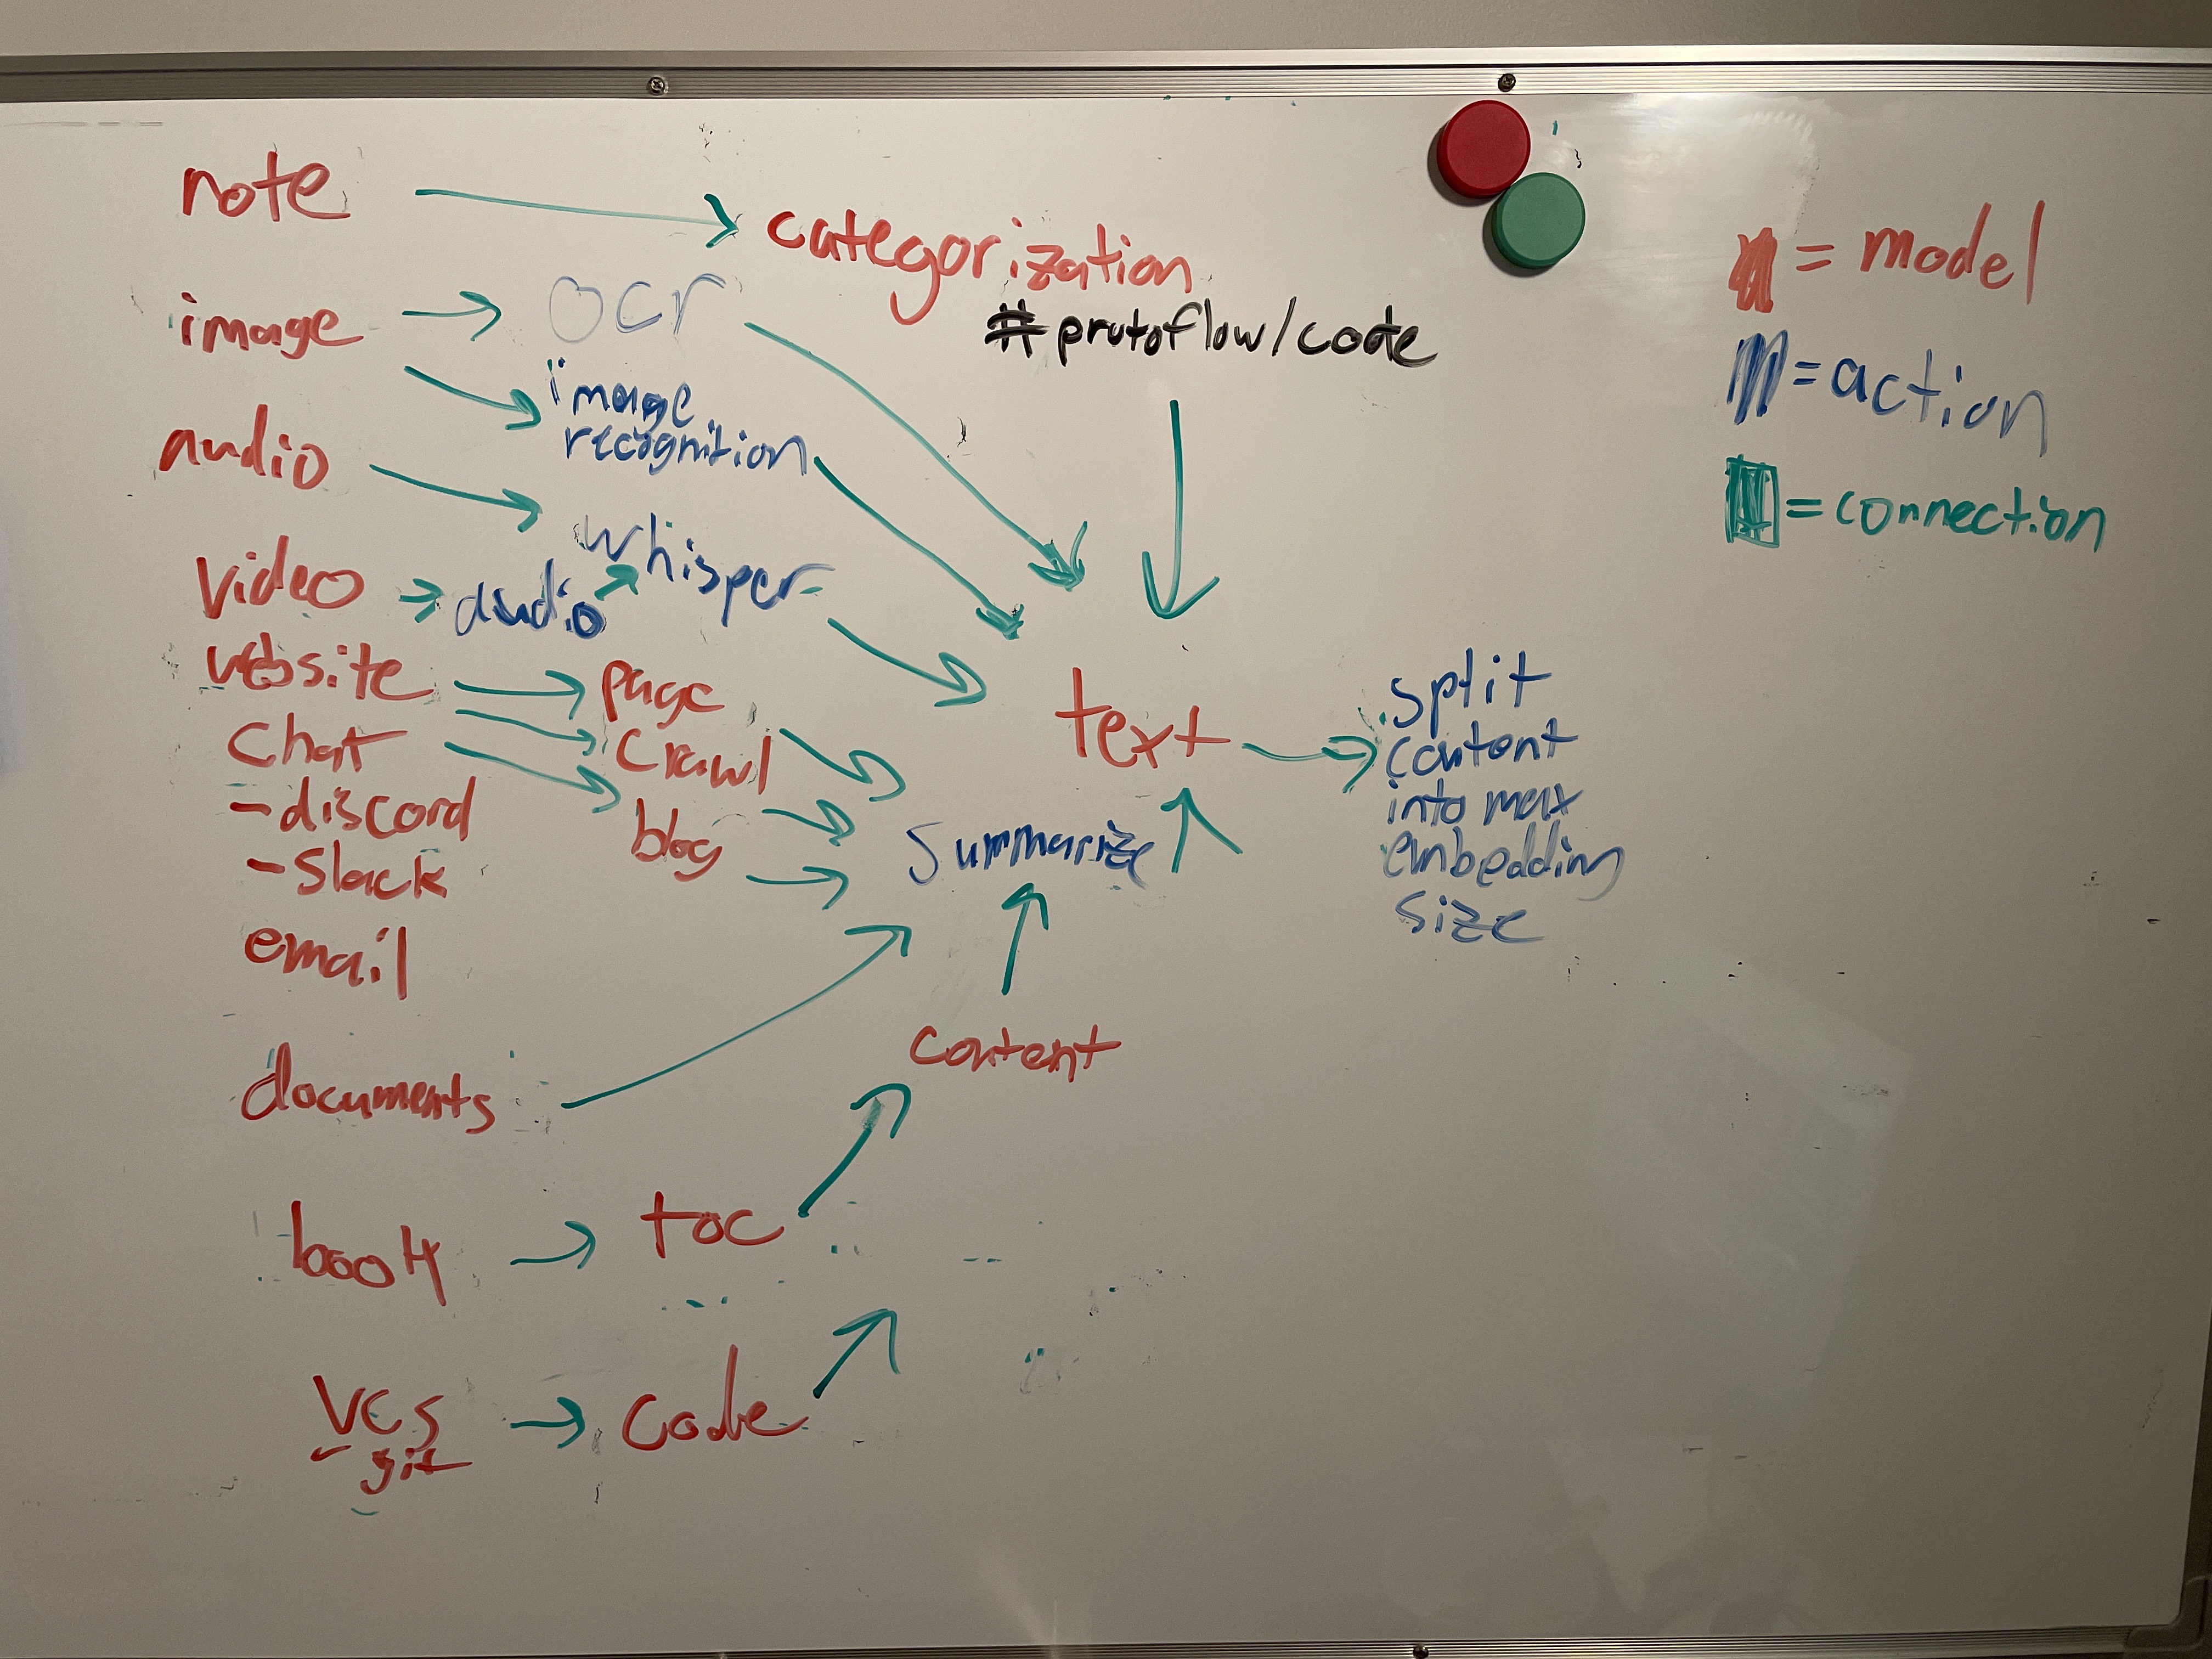 note
categorization
#protoflow/code
image
ocr
image
recognition
audio
whisper
video
audio
website
page
chat
crawl
- discord
blog
- slack
email
documents
summarize
text
split
content
into max
embedding
size
content
book
toc
vcs
- git
code
= model
= action
= connection